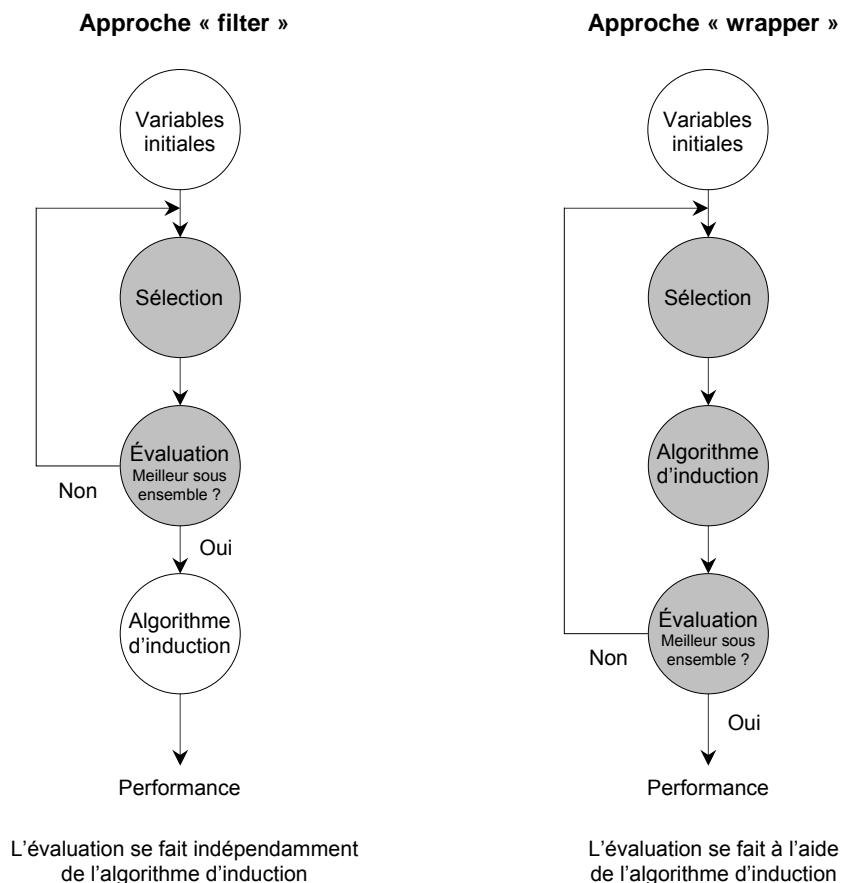 Approche « filter »
Variables
initiales
Sélection
Évaluation
Meilleur sous
ensemble ?
Non
Oui
Algorithme
d'induction
Performance
L'évaluation se fait indépendamment
de l'algorithme d'induction
Approche « wrapper »
Variables
initiales
Sélection
Algorithme
d'induction
Évaluation
Meilleur sous
ensemble ?
Non
Oui
Performance
L'évaluation se fait à l'aide
de l'algorithme d'induction